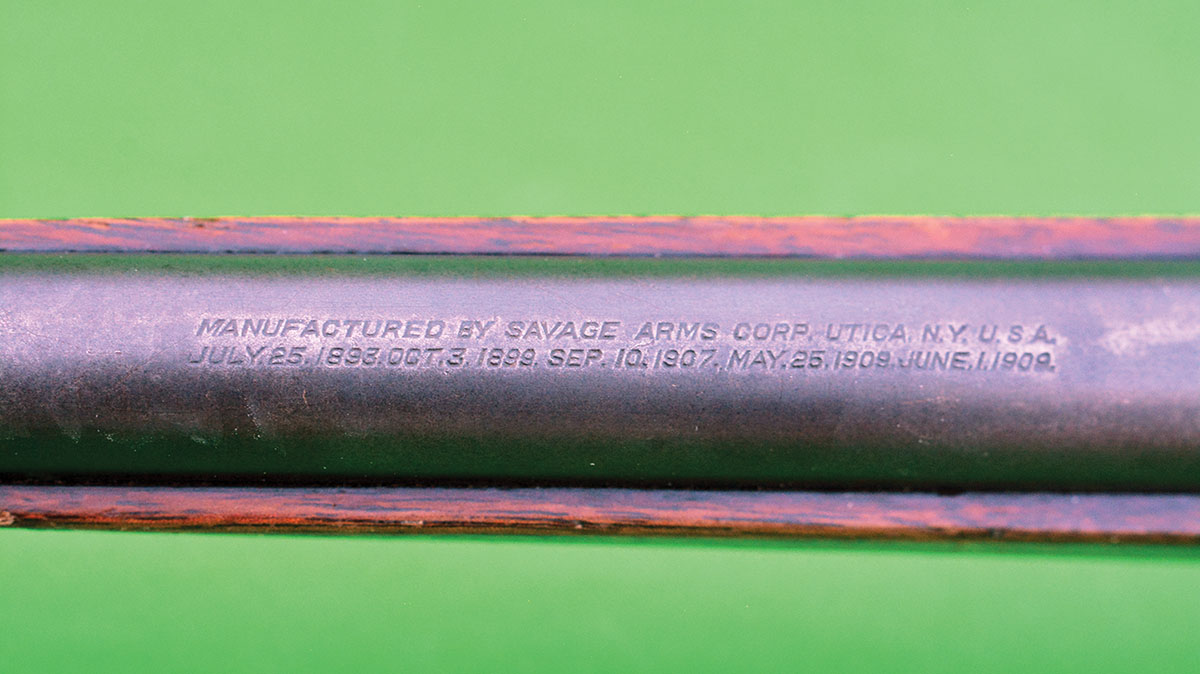 MANUFACTURED BY SAVAGE ARMS CORP. UTICA, N.Y. U.S.A.
JULY.25.1893.OCT.3.1899. SEP. 10.1907. MAY.25.1909.JUNE.1.1909.